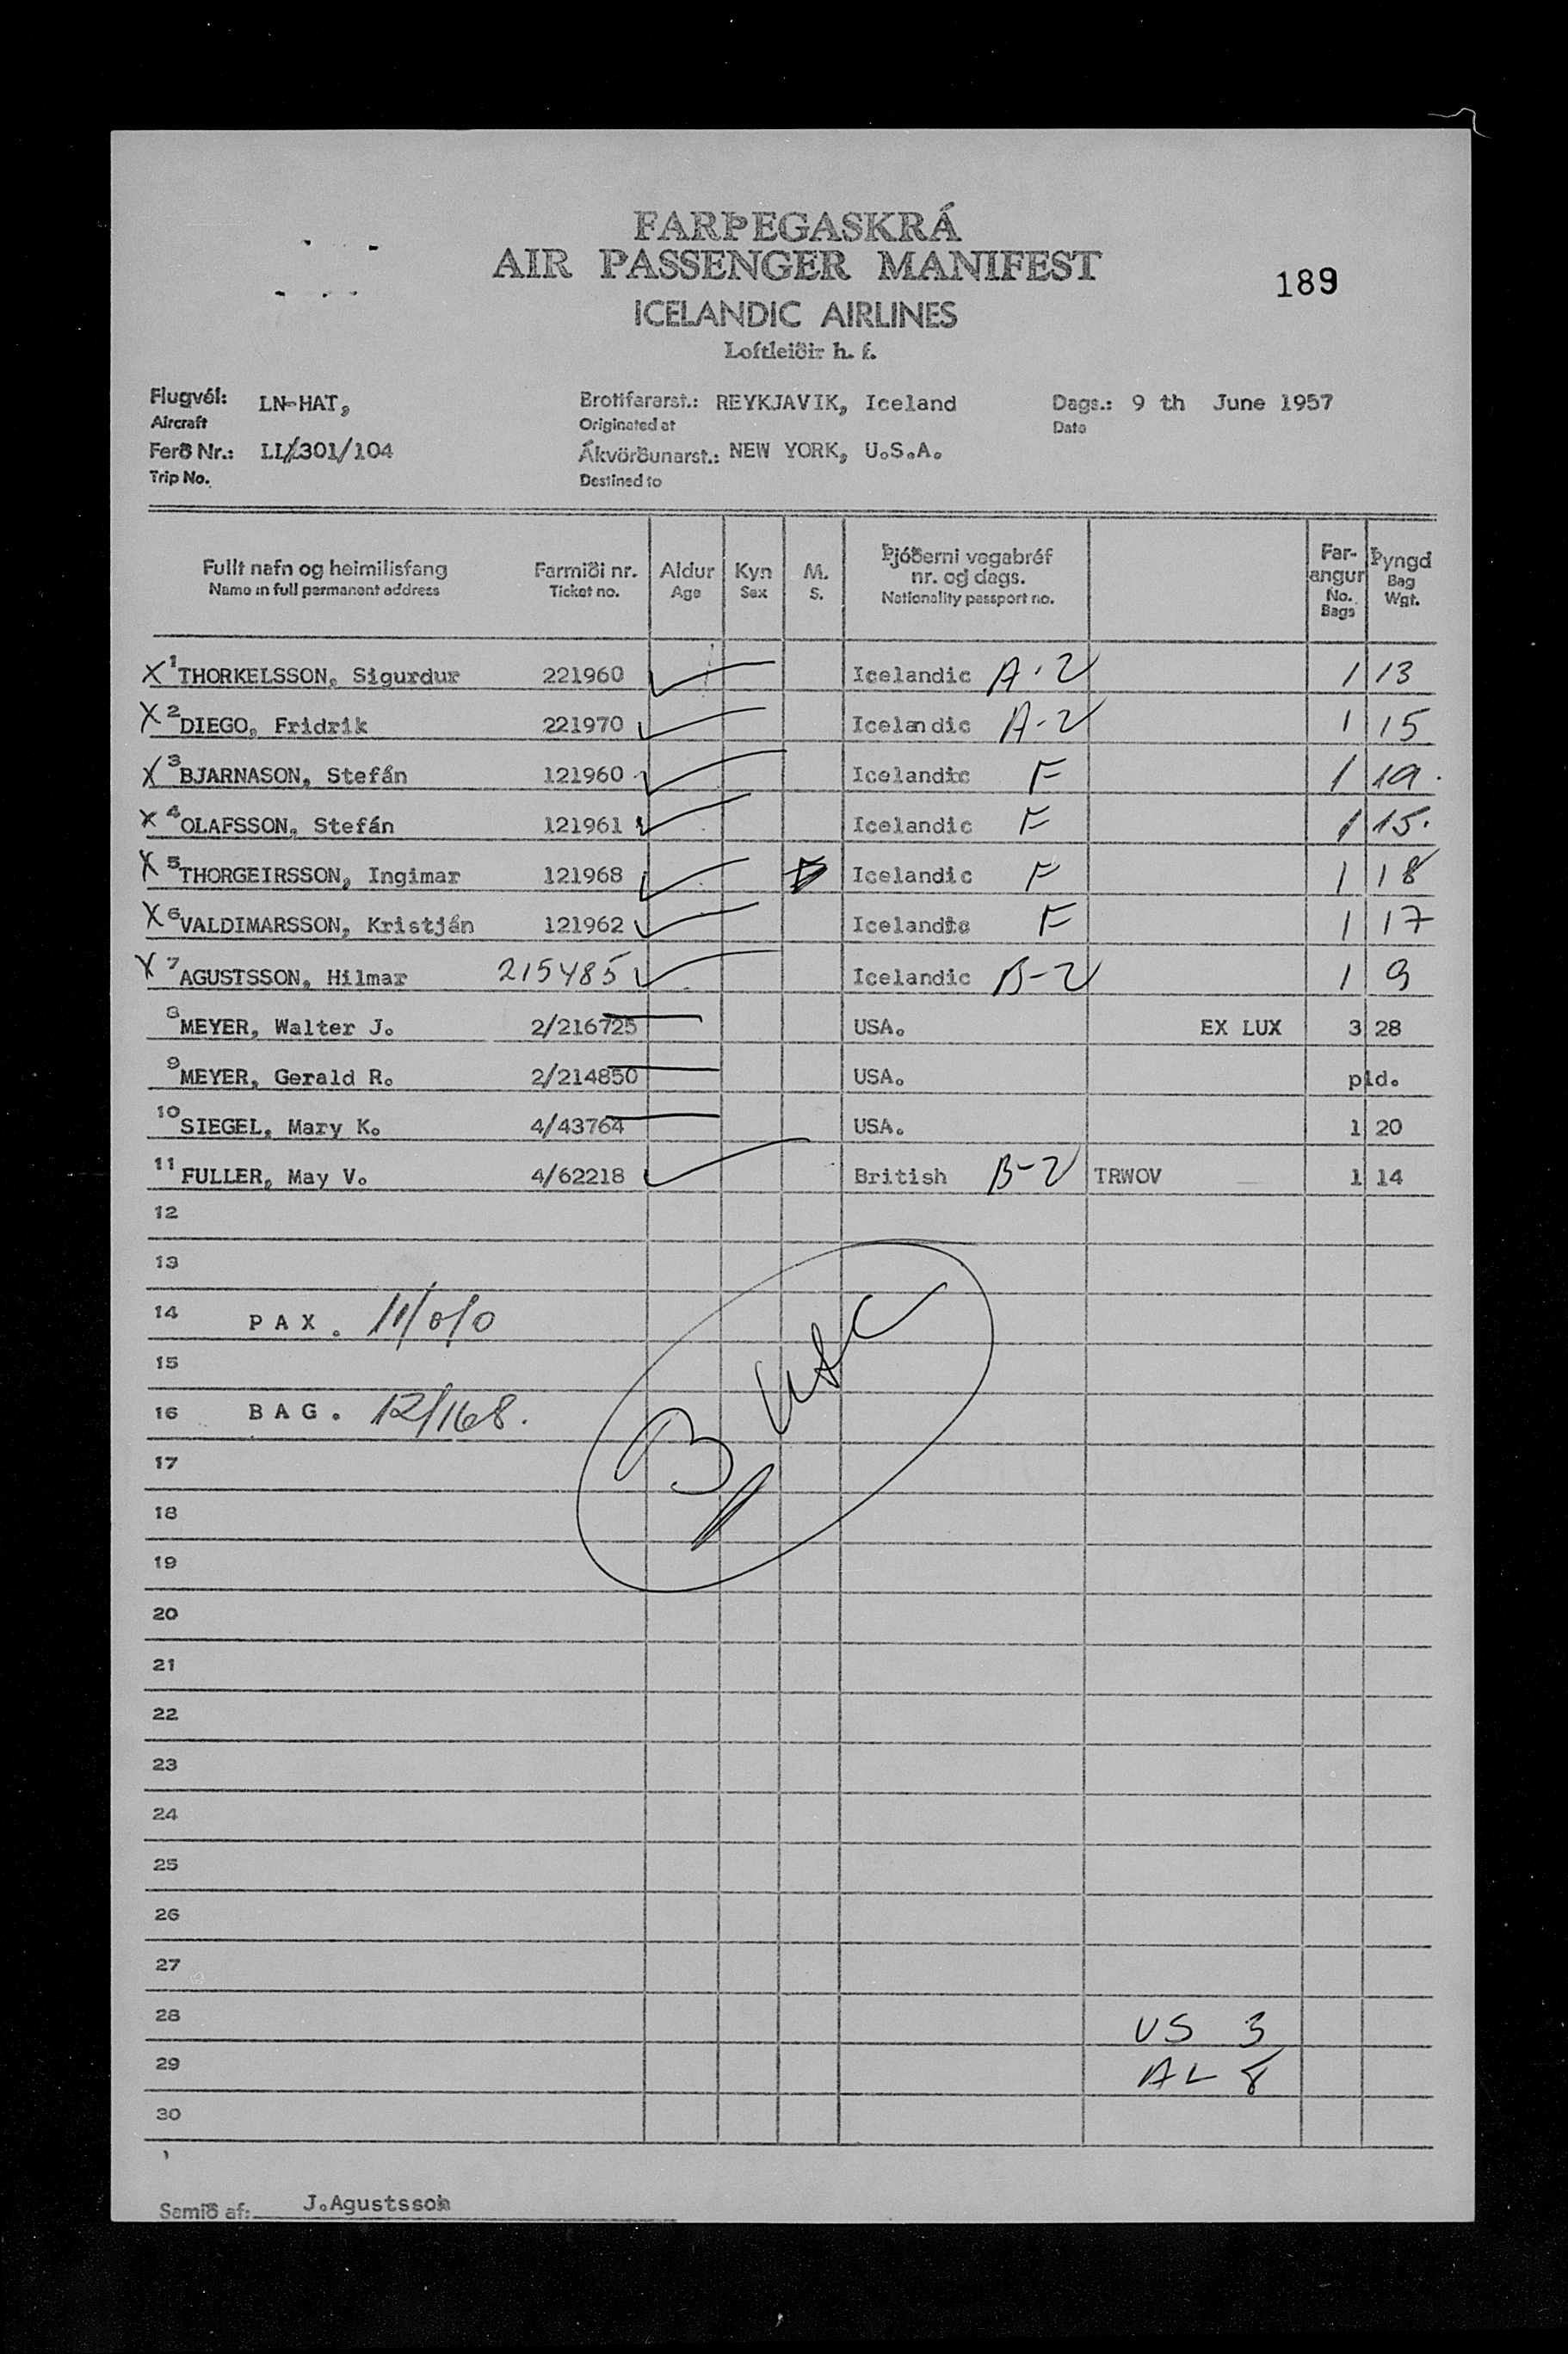 FARÞEGASKRÁ
AIR PASSENGER MANIFEST
189
ICELANDIC AIRLINES
Loftleiðir h. f.
Flugvél: LN-HAT, Brottfararst.: REYKJAVIK, Iceland Dags.: 9 th June 1957
Aircraft Originated at Date
Ferð Nr.: LL/301/104 Ákvörðunarst.: NEW YORK, U.S.A.
Trip No. Destined to
Fullt nafn og heimilisfang Farmiði nr. Aldur Kyn M. Þjóðerni vegabréf nr. og dags. Far-angur Þyngd
Name in full permanent address Ticket no. Age Sex S. Nationality passport no. No. Bags Bag Wgt.
X 1 THORKELSSON, Sigurdur 221960 Icelandic A-2 1 13
X 2 DIEGO, Fridrik 221970 Icelandic A-2 1 15
X 3 BJARNASON, Stefán 121960 Icelandic F 1 19.
X 4 OLAFSSON, Stefán 121961 Icelandic F 1 15.
X 5 THORGEIRSSON, Ingimar 121968 Icelandic F 1 18
X 6 VALDIMARSSON, Kristján 121962 Icelandic F 1 17
X 7 AGUSTSSON, Hilmar 215485 Icelandic B-2 1 9
8 MEYER, Walter J. 2/216725 USA. EX LUX 3 28
9 MEYER, Gerald R. 2/214850 USA. pld.
10 SIEGEL, Mary K. 4/43764 USA. 1 20
11 FULLER, May V. 4/62218 British B-2 TRWOV 1 14
12
13
14 PAX. 11/0/0
15
16 BAG. 12/168.
17
18
19
20
21
22
23
24
25
26
27
28 US 3
29 AL 8
30
Samið af: J.Agustsson